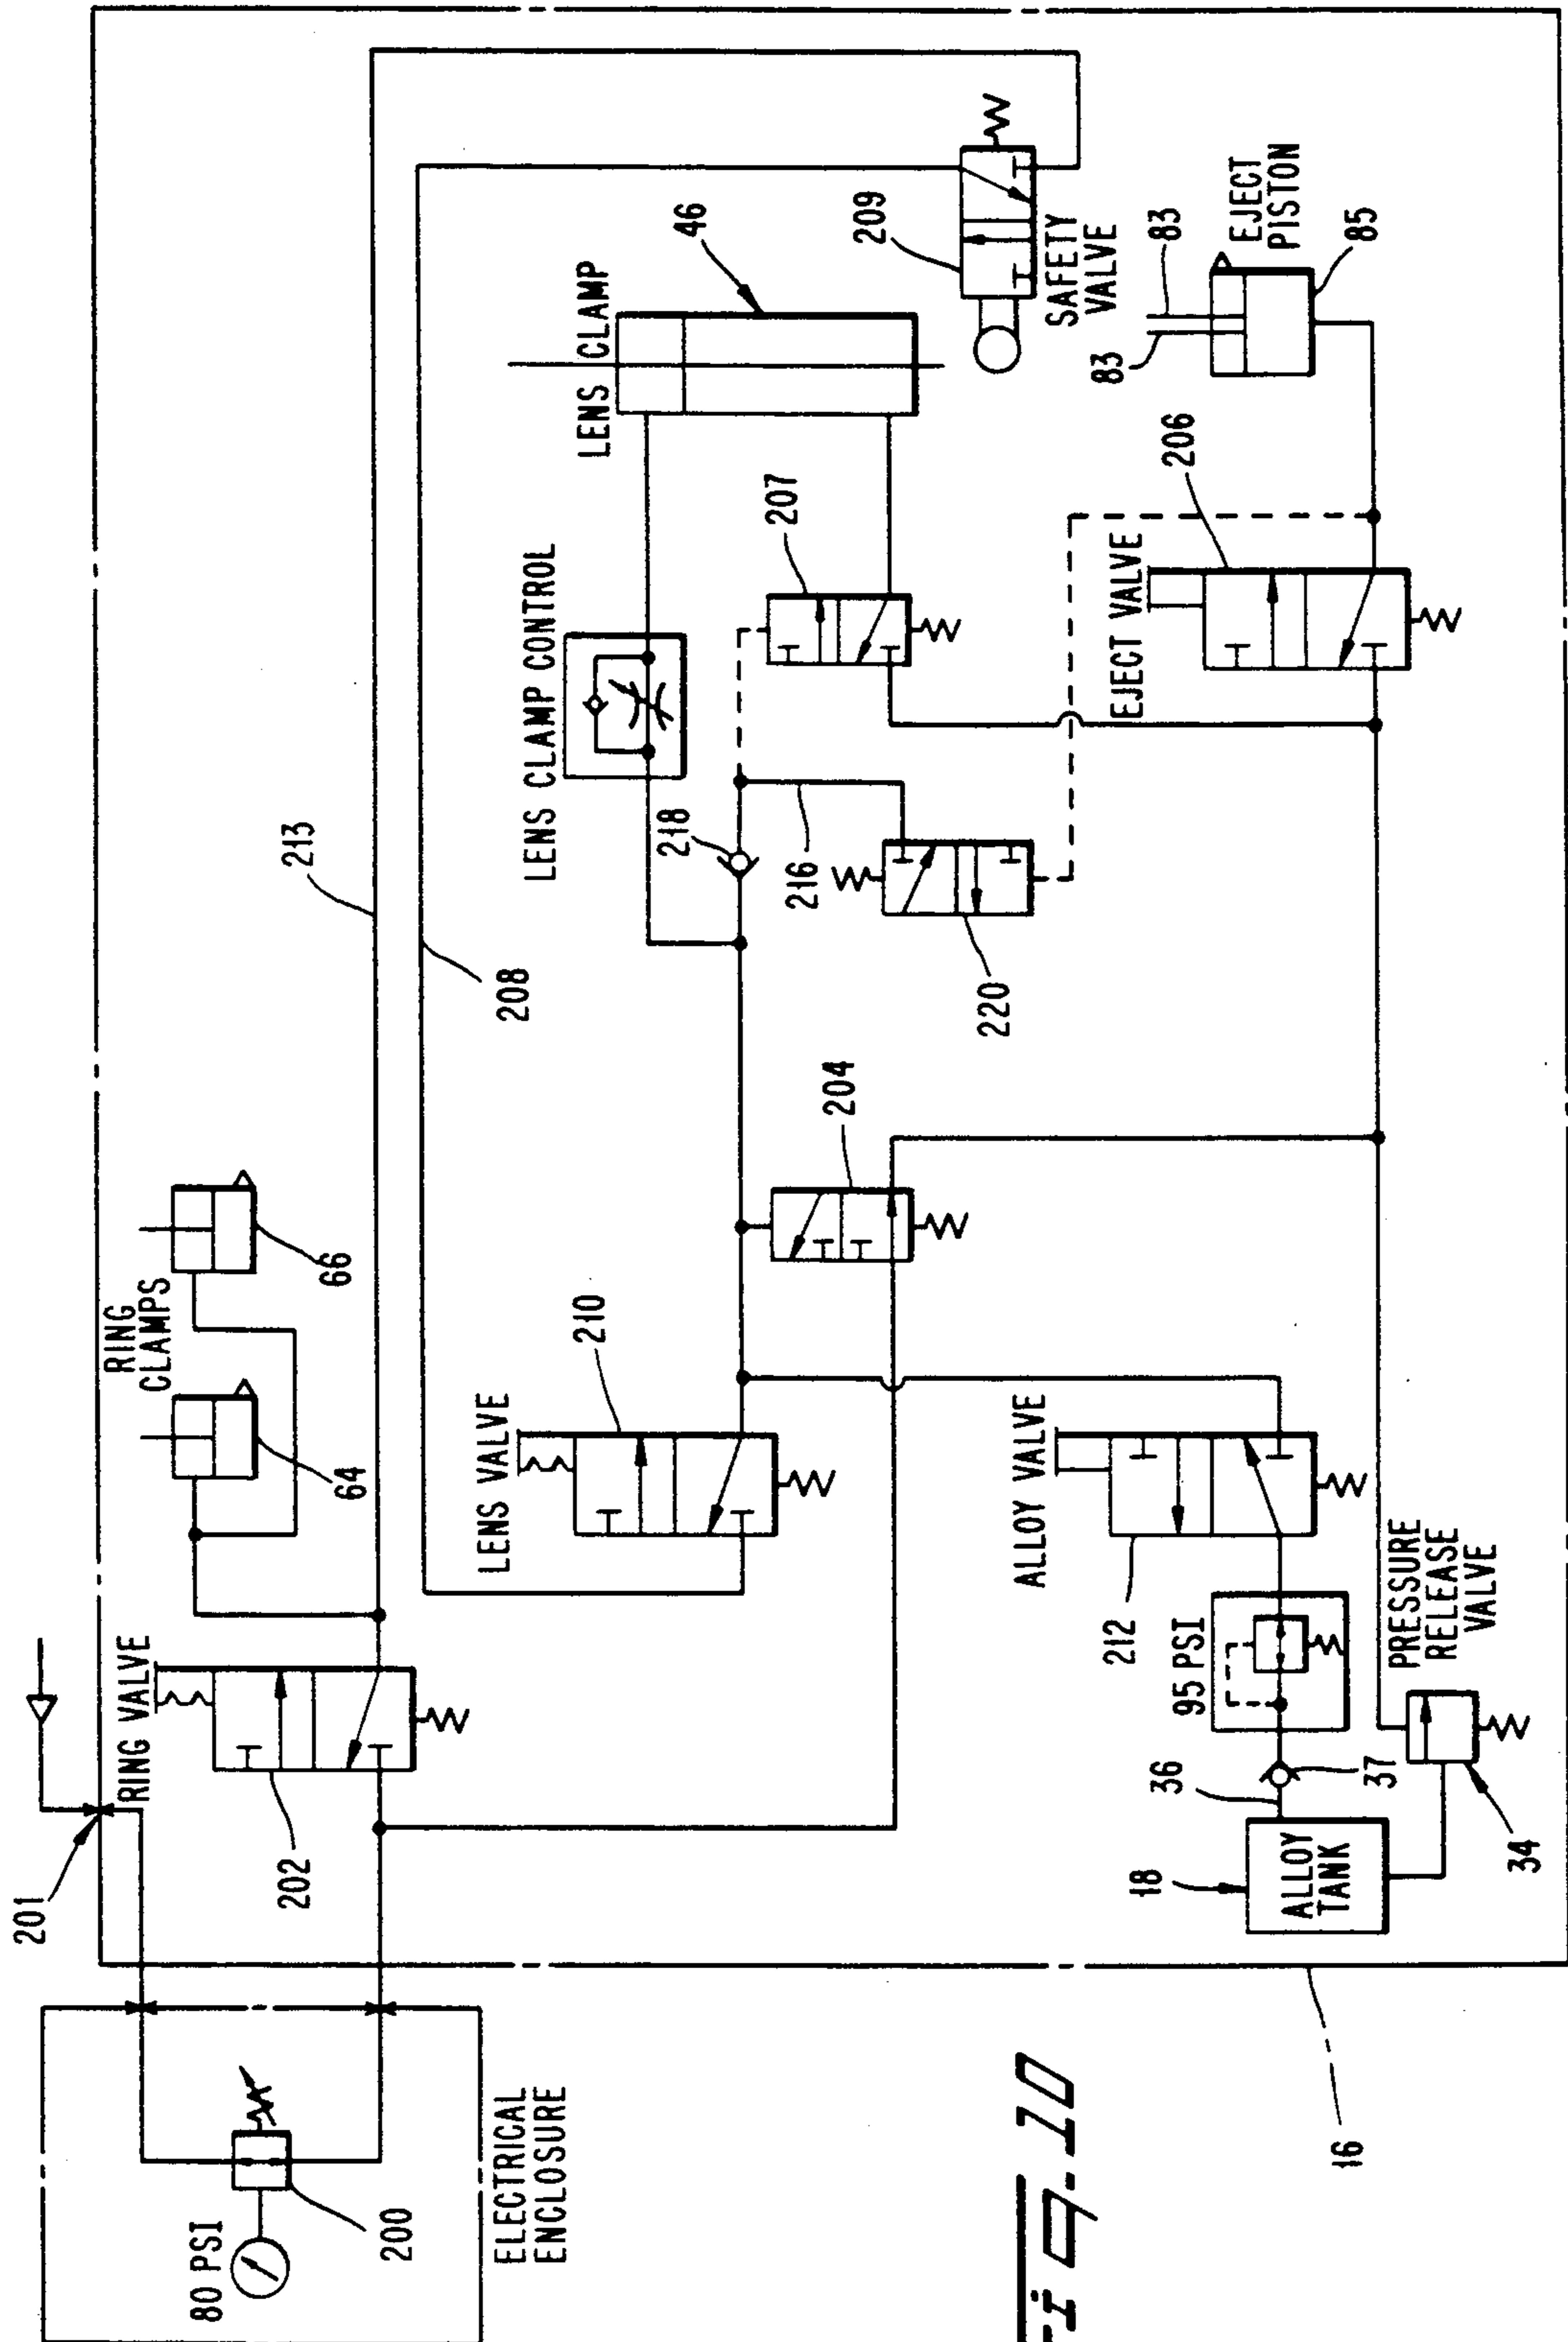 201
RING VALVE
202
RING
CLAMPS
64
66
213
208
80 PSI
200
ELECTRICAL
ENCLOSURE
LENS VALVE
210
204
LENS CLAMP CONTROL
218
216
220
207
LENS CLAMP
46
209
SAFETY
VALVE
ALLOY VALVE
212
95 PSI
36
37
18
ALLOY
TANK
PRESSURE
RELEASE
VALVE
34
EJECT VALVE
206
83
83
EJECT
PISTON
85
16
Fig. 10